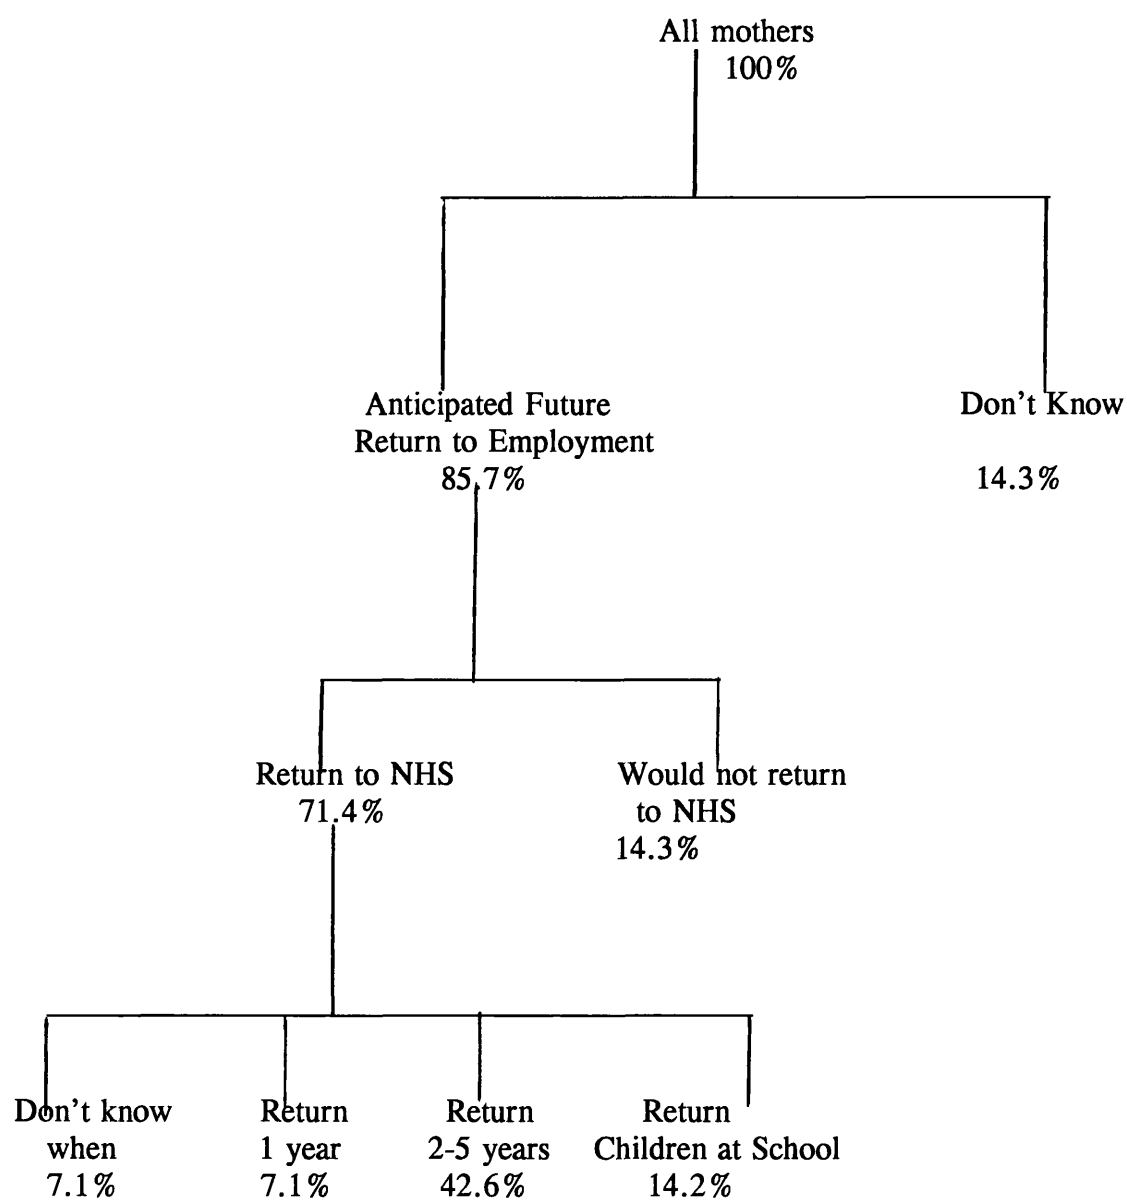 All mothers
100%
Anticipated Future
Return to Employment
85.7%
Don't Know
14.3%
Return to NHS
71.4%
Would not return
to NHS
14.3%
Don't know
when
7.1%
Return
1 year
7.1%
Return
2-5 years
42.6%
Return
Children at School
14.2%